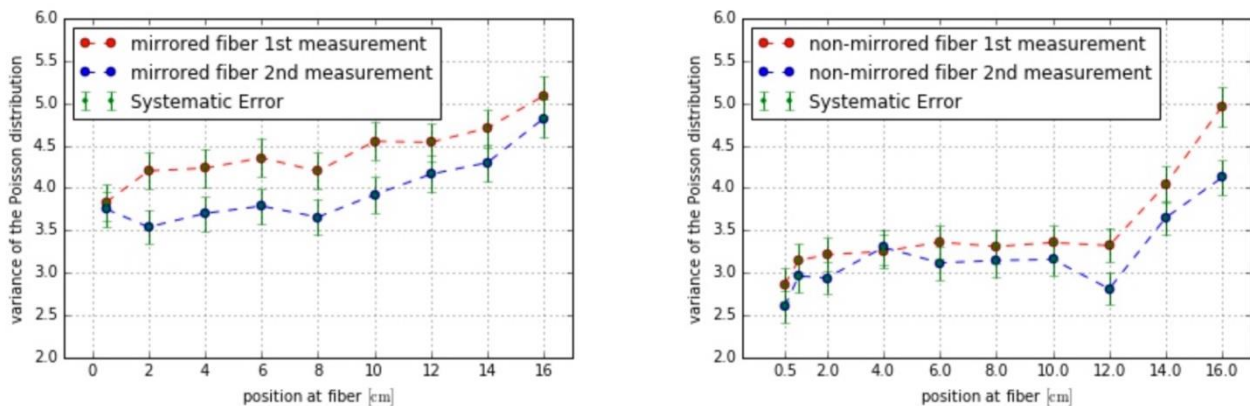 6.0
5.5
5.0
4.5
4.0
3.5
3.0
2.5
2.0
variance of the Poisson distribution
mirrored fiber 1st measurement
mirrored fiber 2nd measurement
Systematic Error
0 2 4 6 8 10 12 14 16
position at fiber [cm]
6.0
5.5
5.0
4.5
4.0
3.5
3.0
2.5
2.0
variance of the Poisson distribution
non-mirrored fiber 1st measurement
non-mirrored fiber 2nd measurement
Systematic Error
0.5 2.0 4.0 6.0 8.0 10.0 12.0 14.0 16.0
position at fiber [cm]